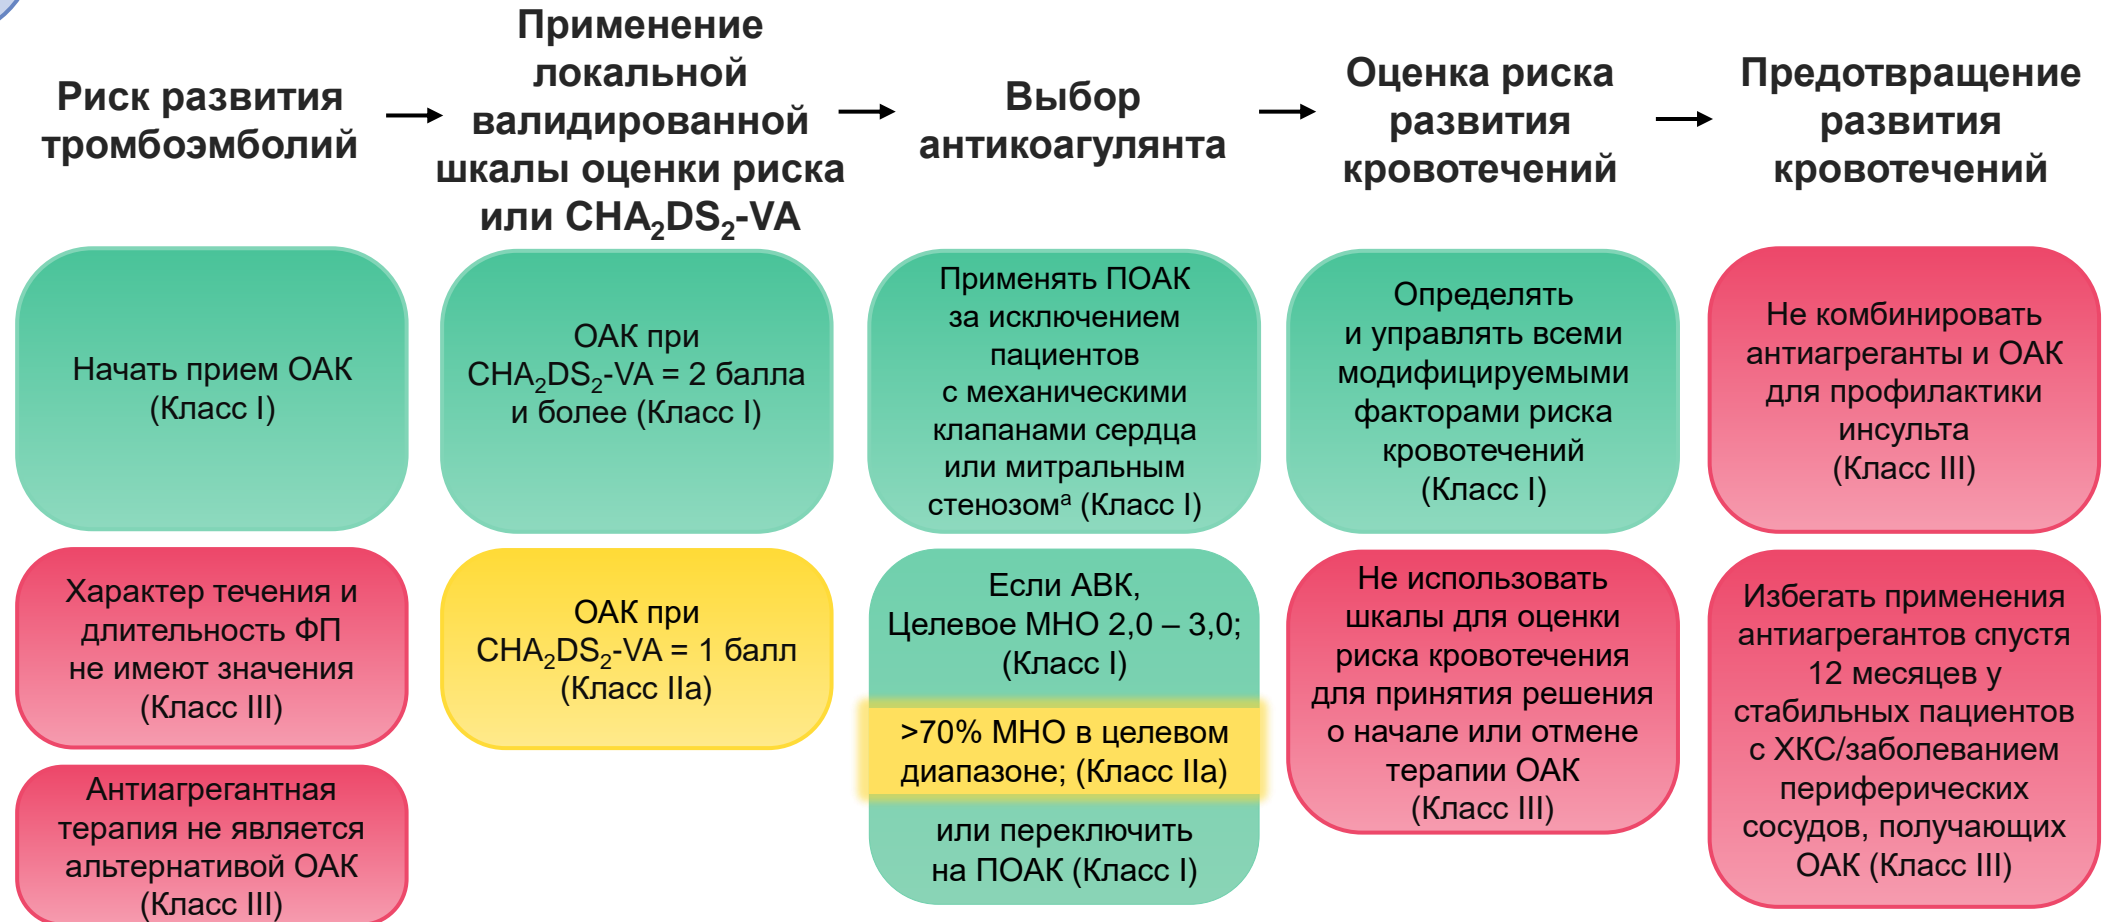 Риск развития
тромбоэмболий
Применение
локальной
валидированной
шкалы оценки риска
или CHA₂DS₂-VA
Выбор
антикоагулянта
Оценка риска
развития
кровотечений
Предотвращение
развития
кровотечений
Начать прием ОАК
(Класс I)
Характер течения и
длительность ФП
не имеют значения
(Класс III)
Антиагрегантная
терапия не является
альтернативой ОАК
(Класс III)
ОАК при
CHA₂DS₂-VA = 2 балла
и более (Класс I)
ОАК при
CHA₂DS₂-VA = 1 балл
(Класс IIa)
Применять ПОАК
за исключением
пациентов
с механическими
клапанами сердца
или митральным
стенозомᵃ (Класс I)
Если АВК,
Целевое МНО 2,0 – 3,0;
(Класс I)
>70% МНО в целевом
диапазоне; (Класс IIa)
или переключить
на ПОАК (Класс I)
Определять
и управлять всеми
модифицируемыми
факторами риска
кровотечений
(Класс I)
Не использовать
шкалы для оценки
риска кровотечения
для принятия решения
о начале или отмене
терапии ОАК
(Класс III)
Не комбинировать
антиагреганты и ОАК
для профилактики
инсульта
(Класс III)
Избегать применения
антиагрегантов спустя
12 месяцев у
стабильных пациентов
с ХКС/заболеванием
периферических
сосудов, получающих
ОАК (Класс III)